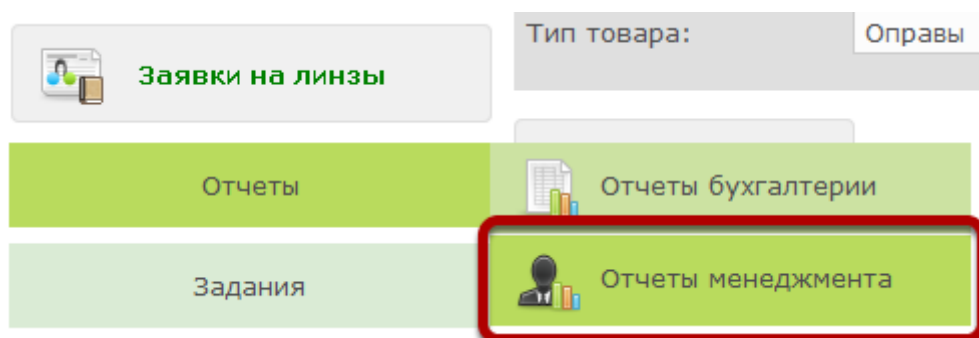 Тип товара:
Оправы
Заявки на линзы
Отчеты
Отчеты бухгалтерии
Задания
Отчеты менеджмента